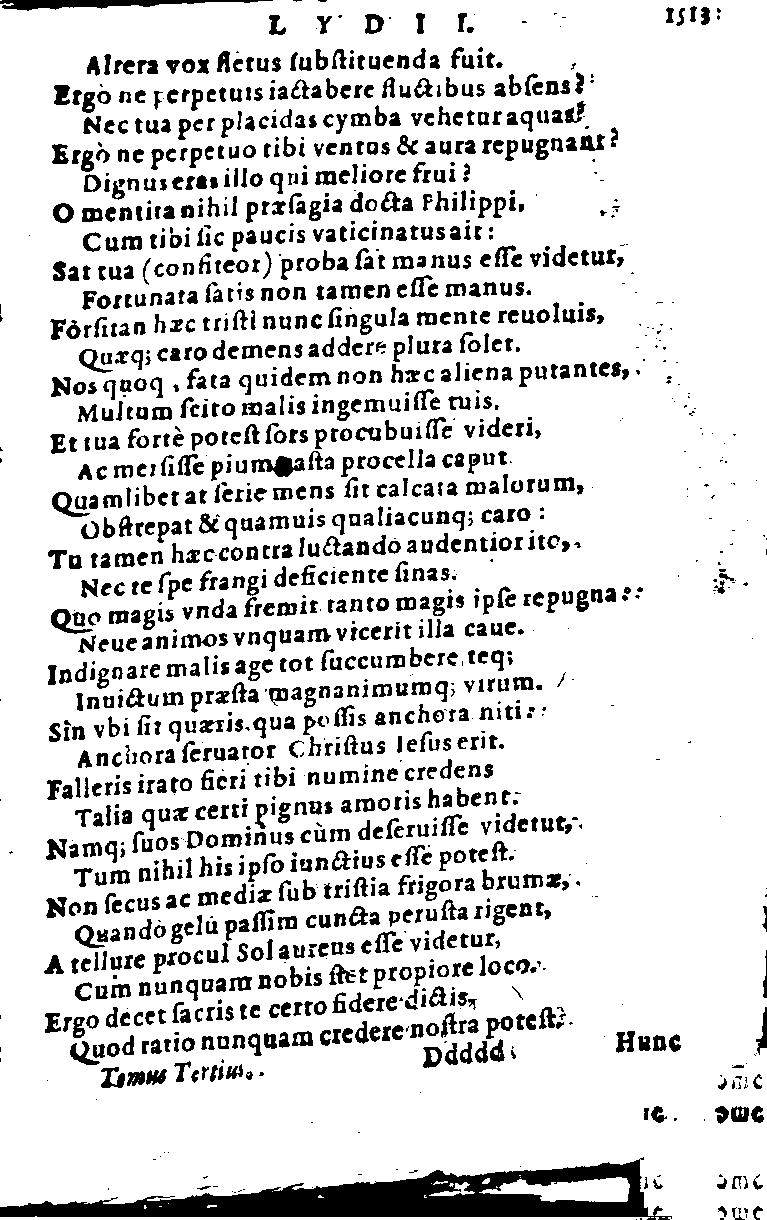 LYDII. 1513
Altera vox fletus ſubſtituenda fuit.
Ergò ne perpetuis iactabere fluctibus abſens?
Nec tua per placidas cymba vehetur aquas?
Ergò ne perpetuo tibi ventus & aura repugnant?
Dignus eras illo qui meliore frui?
O mentita nihil præſagia docta Philippi,
Cum tibi ſic paucis vaticinatus ait:
Sat tua (confiteor) proba ſat manus eſſe videtur,
Fortunata ſatis non tamen eſſe manus.
Fôrſitan hæc triſti nunc ſingula mente reuoluis,
Quæq; caro demens addere plura ſolet.
Nos quoq, fata quidem non hæc aliena putantes,
Multum ſcito malis ingemuiſſe tuis.
Et tua fortè poteſt ſors procubuiſſe videri,
Ac merſiſſe pium vaſta procella caput.
Quamlibet at ſerie mens ſit calcata malorum,
Obſtrepat & quamuis qualiacunq; caro:
Tu tamen hæc contra luctando audentior ito,
Nec te ſpe frangi deficiente ſinas.
Quo magis vnda fremit tanto magis ipſe repugna:
Neue animos vnquam vicerit illa caue.
Indignare malis age tot ſuccumbere, teq;
Inuictum præſta magnanimumq; virum.
Sin vbi ſit quæris, qua poſſis anchora niti:
Anchora ſeruator Chriſtus Ieſus erit.
Falleris irato fieri tibi numine credens
Talia quæ certi pignus amoris habent.
Namq; ſuos Dominus cùm deſeruiſſe videtur,
Tum nihil his ipſo iunctius eſſe poteſt.
Non ſecus ac mediæ ſub triſtia frigora brumæ,
Quandò gelù paſſim cuncta peruſta rigent,
A tellure procul Sol aureus eſſe videtur,
Cum nunquam nobis ſtet propiore loco.
Ergo decet ſacris te certo fidere dictis,
Quod ratio nunquam credere noſtra poteſt.
Tomus Tertius. Ddddd Hunc